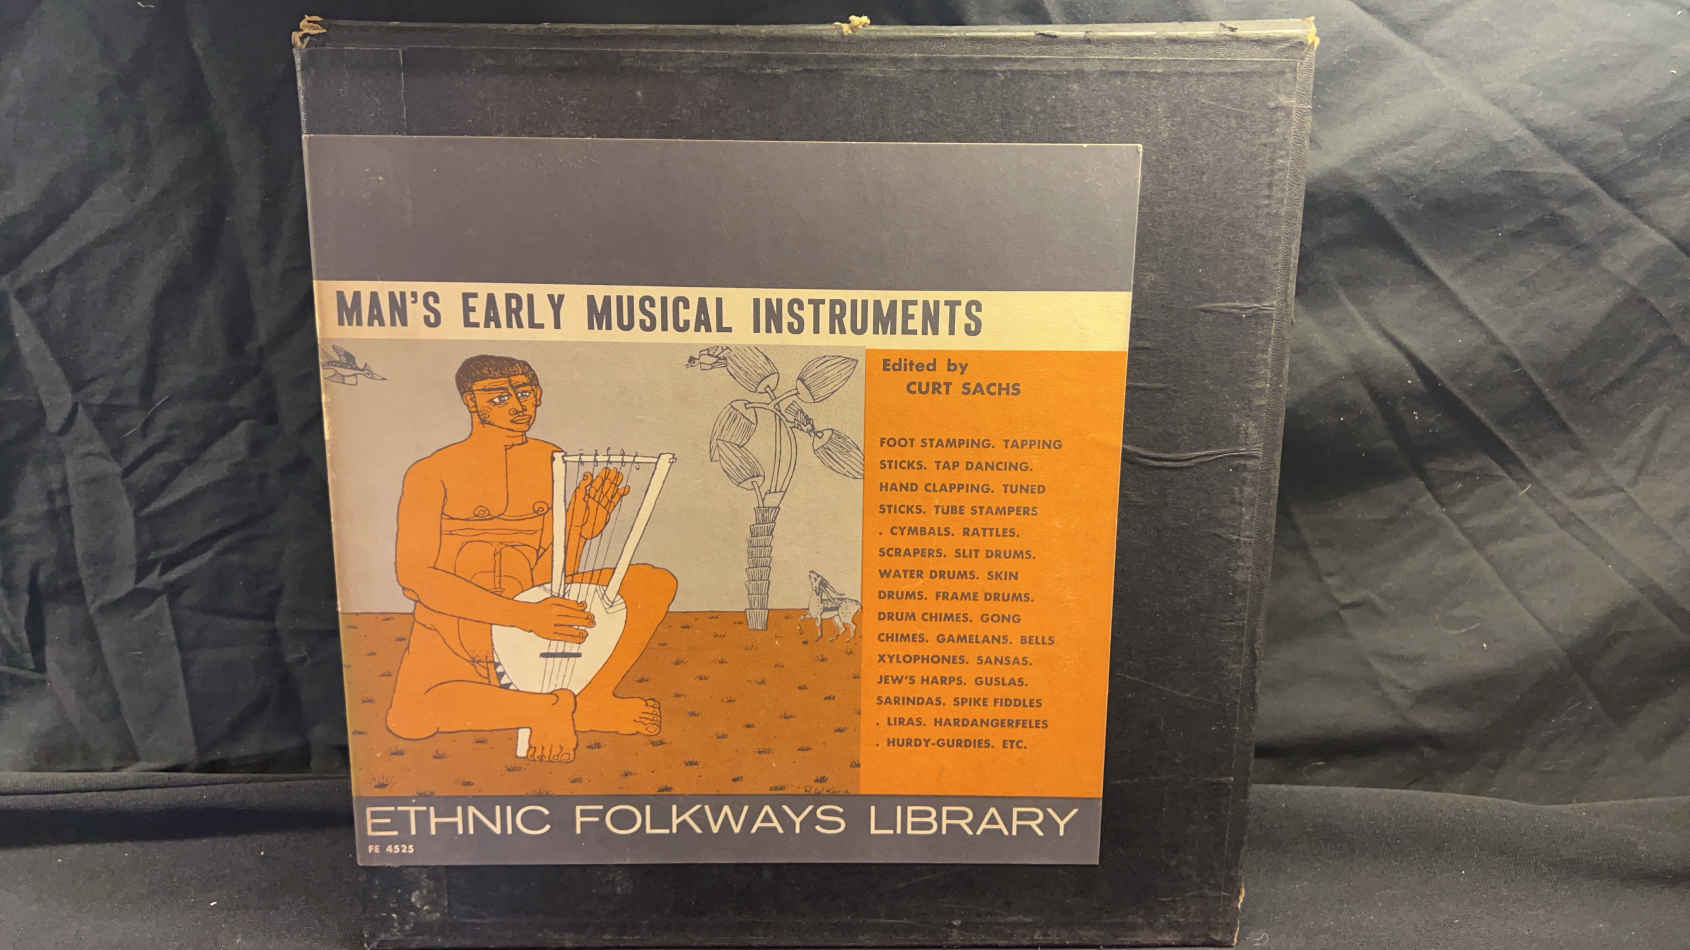 MAN'S EARLY MUSICAL INSTRUMENTS
Edited by
CURT SACHS
FOOT STAMPING. TAPPING
STICKS. TAP DANCING.
HAND CLAPPING. TUNED
STICKS. TUBE STAMPERS
. CYMBALS. RATTLES.
SCRAPERS. SLIT DRUMS.
WATER DRUMS. SKIN
DRUMS. FRAME DRUMS.
DRUM CHIMES. GONG
CHIMES. GAMELANS. BELLS
XYLOPHONES. SANSAS.
JEW'S HARPS. GUSLAS.
SARINDAS. SPIKE FIDDLES
. LIRAS. HARDANGERFELES
. HURDY-GURDIES. ETC.
ETHNIC FOLKWAYS LIBRARY
FE 4525